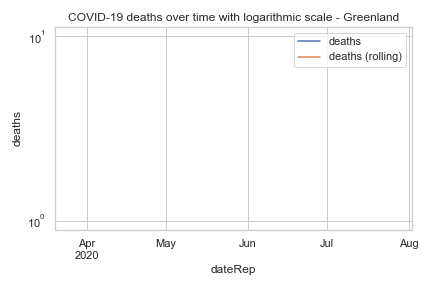 COVID-19 deaths over time with logarithmic scale - Greenland
10¹
deaths
deaths (rolling)
deaths
10⁰
Apr May Jun Jul Aug
2020
dateRep